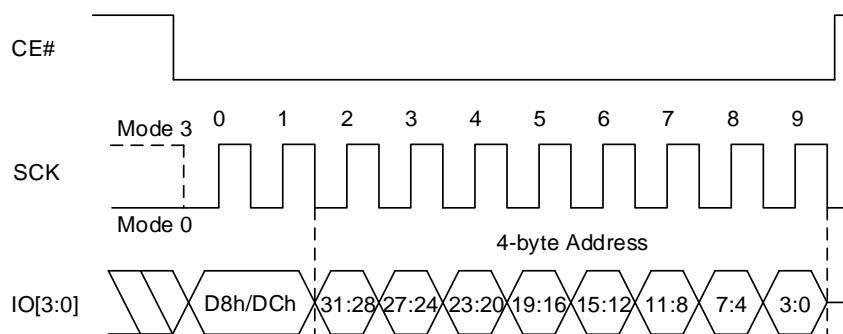 CE#
Mode 3 0 1 2 3 4 5 6 7 8 9
SCK
Mode 0
4-byte Address
IO[3:0] D8h/DCh 31:28 27:24 23:20 19:16 15:12 11:8 7:4 3:0